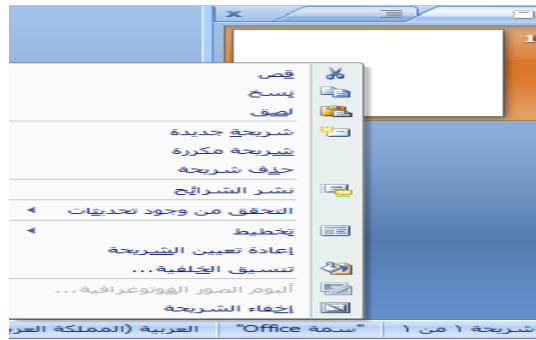 1
قص
نسخ
لصق
شريحة جديدة
شريحة مكررة
حذف شريحة
نشر الشرائح
التحقق من وجود تحديثات
تخطيط
إعادة تعيين الشريحة
تنسيق الخلفية...
ألبوم الصور الفوتوغرافية...
إخفاء الشريحة
شريحة ١ من ١ "سمة Office" العربية (المملكة